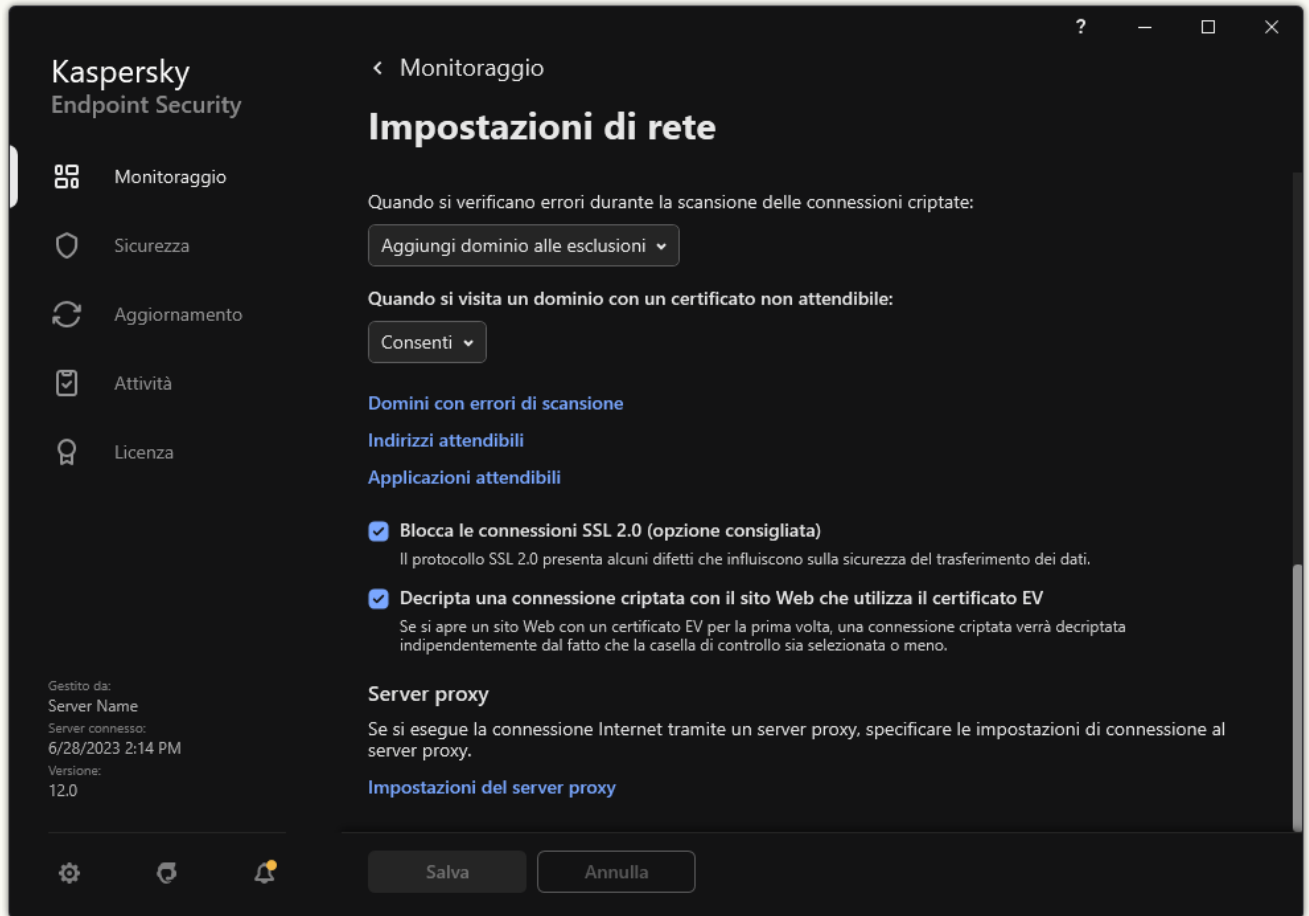 ?
Kaspersky
Endpoint Security
Monitoraggio
Sicurezza
Aggiornamento
Attività
Licenza
Gestito da:
Server Name
Server connesso:
6/28/2023 2:14 PM
Versione:
12.0
Monitoraggio
Impostazioni di rete
Quando si verificano errori durante la scansione delle connessioni criptate:
Aggiungi dominio alle esclusioni
Quando si visita un dominio con un certificato non attendibile:
Consenti
Domini con errori di scansione
Indirizzi attendibili
Applicazioni attendibili
Blocca le connessioni SSL 2.0 (opzione consigliata)
Il protocollo SSL 2.0 presenta alcuni difetti che influiscono sulla sicurezza del trasferimento dei dati.
Decripta una connessione criptata con il sito Web che utilizza il certificato EV
Se si apre un sito Web con un certificato EV per la prima volta, una connessione criptata verrà decriptata
indipendentemente dal fatto che la casella di controllo sia selezionata o meno.
Server proxy
Se si esegue la connessione Internet tramite un server proxy, specificare le impostazioni di connessione al
server proxy.
Impostazioni del server proxy
Salva
Annulla